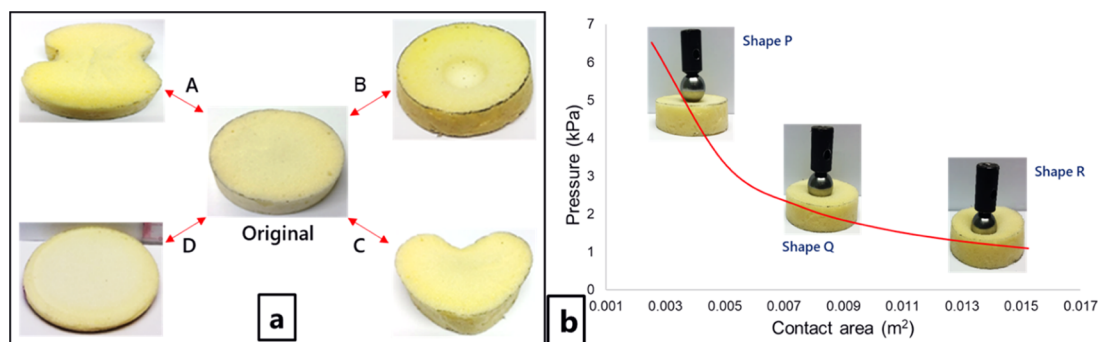 A
B
Original
D
C
a
7
6
5
4
3
2
1
0
Pressure (kPa)
Shape P
Shape Q
Shape R
0.001 0.003 0.005 0.007 0.009 0.011 0.013 0.015 0.017
Contact area (m²)
b